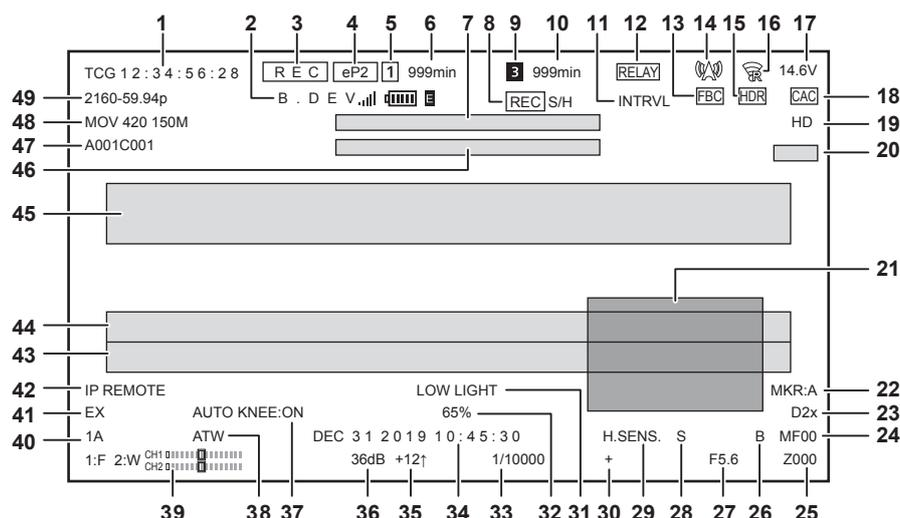 1 2 3 4 5 6 7 8 9 10 11 12 13 14 15 16 17
TCG 12:34:56:28 REC eP2 1 999min 3 999min RELAY 14.6V
49 2160-59.94p B.DEV E REC S/H INTRVL FBC HDR CAC 18
48 MOV 420 150M HD 19
47 A001C001 20
46
45
21
44
43
42 IP REMOTE LOW LIGHT MKR:A 22
41 EX AUTO KNEE:ON 65% D2x 23
40 1A ATW DEC 31 2019 10:45:30 H.SENS. S B MF00 24
1:F 2:W CH1 36dB +12↑ 1/10000 + F5.6 Z000
CH2
39 38 37 36 35 34 33 32 31 30 29 28 27 26 25